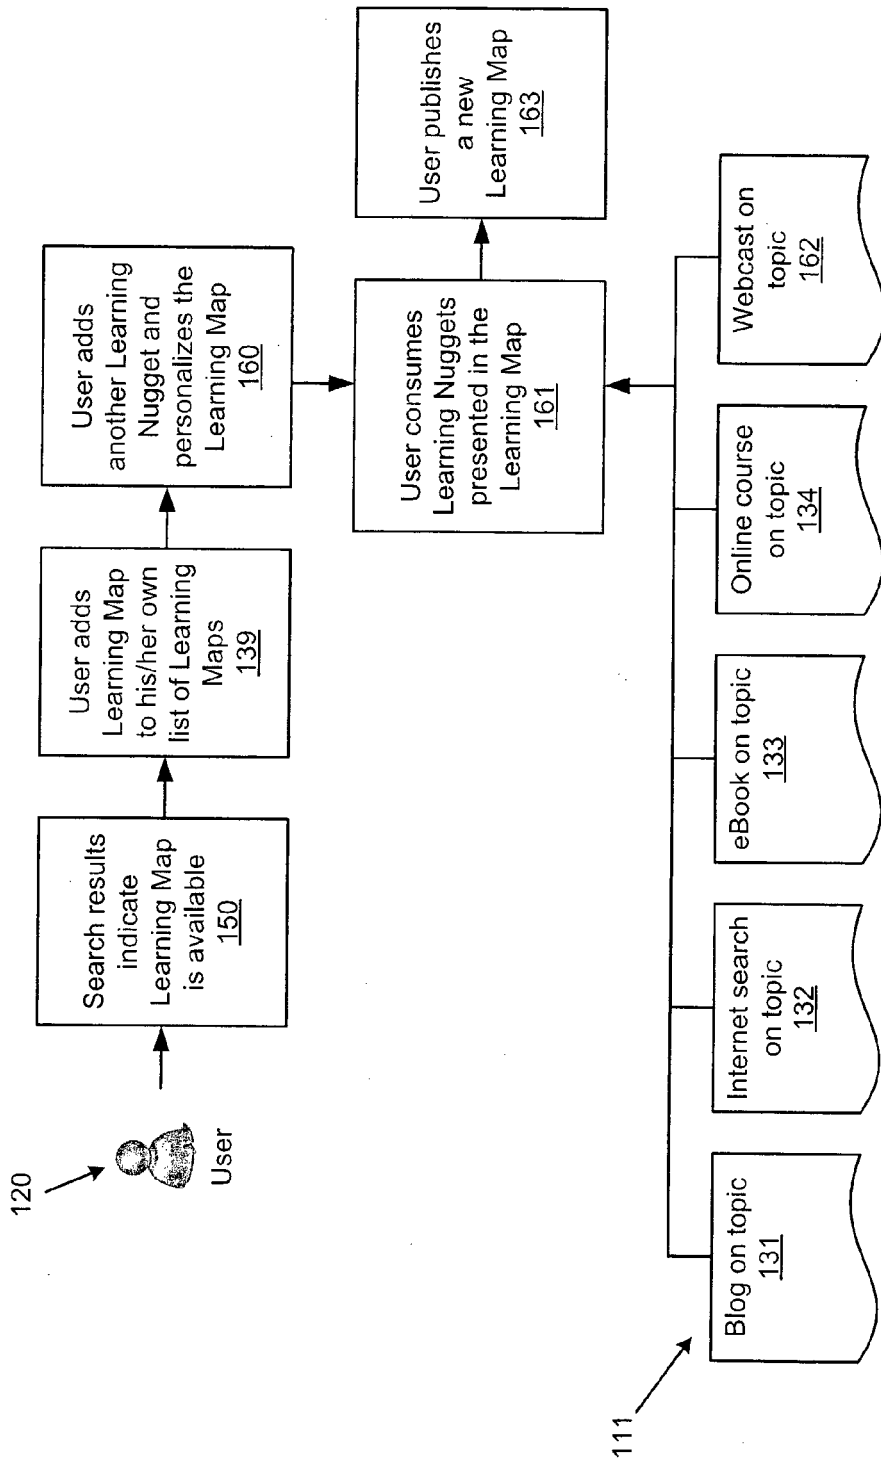 120
User
Search results
indicate
Learning Map
is available
150
User adds
Learning Map
to his/her own
list of Learning
Maps
139
User adds
another Learning
Nugget and
personalizes the
Learning Map
160
User consumes
Learning Nuggets
presented in the
Learning Map
161
User publishes
a new
Learning Map
163
111
Blog on topic
131
Internet search
on topic
132
eBook on topic
133
Online course
on topic
134
Webcast on
topic
162